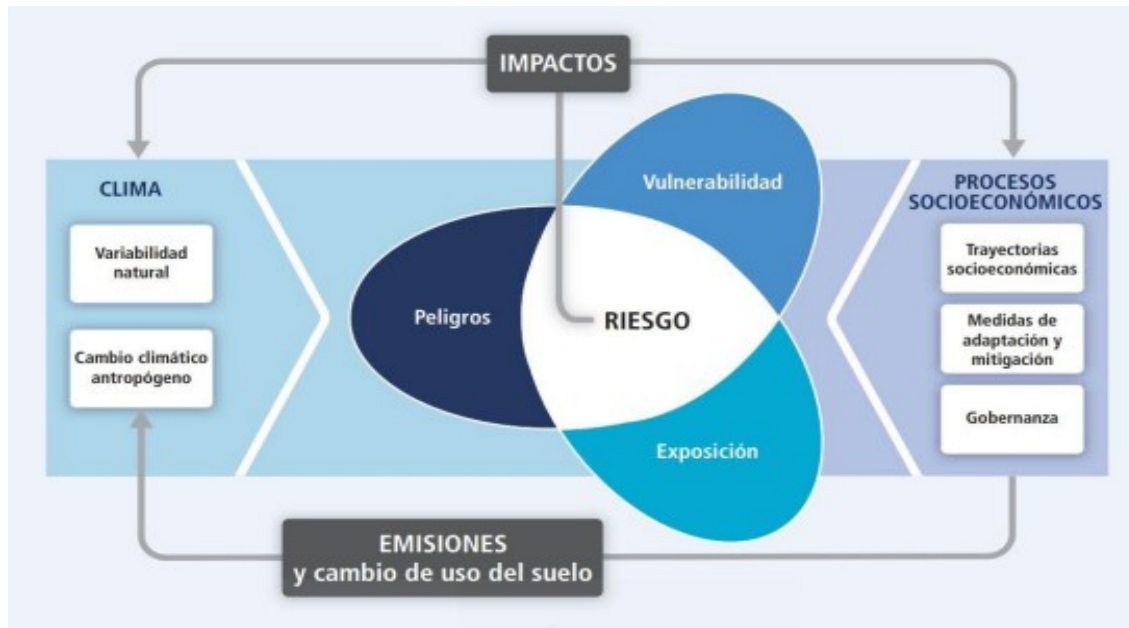 IMPACTOS
CLIMA
Variabilidad
natural
Cambio climático
antropógeno
Peligros
Vulnerabilidad
RIESGO
Exposición
PROCESOS
SOCIOECONÓMICOS
Trayectorias
socioeconómicas
Medidas de
adaptación y
mitigación
Gobernanza
EMISIONES
y cambio de uso del suelo